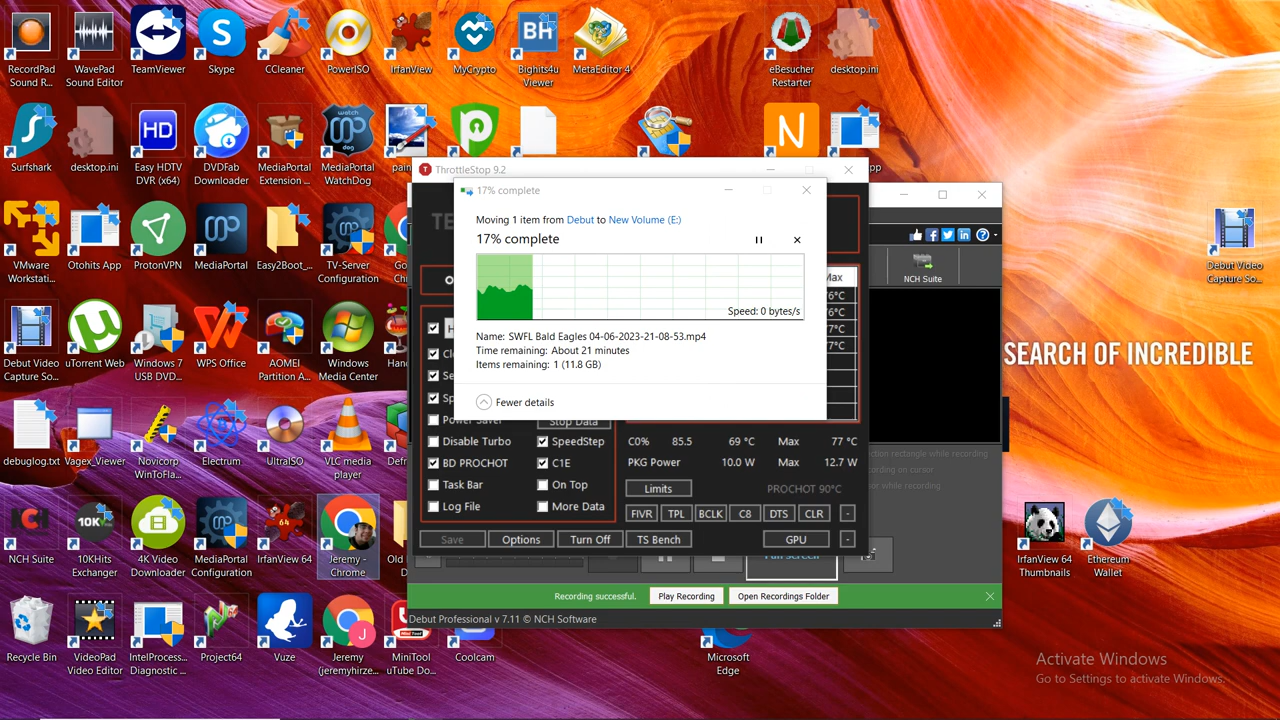 RecordPad Sound R...
WavePad Sound Editor
TeamViewer
Skype
CCleaner
PowerISO
IrfanView
MyCrypto
Bighits4u Viewer
MetaEditor 4
eBesucher Restarter
desktop.ini
Surfshark
desktop.ini
Easy HDTV DVR (x64)
DVDFab Downloader
MediaPortal Extension ...
MediaPortal WatchDog
VMware Workstati...
Otohits App
ProtonVPN
MediaPortal
Easy2Boot_...
TV-Server Configuration
Debut Video Capture So...
uTorrent Web
Windows 7 USB DVD...
WPS Office
AOMEI Partition A...
Windows Media Center
debuglog.txt
Vagex_Viewer
Novicorp WinToFla...
Electrum
UltraISO
VLC media player
NCH Suite
10KHits Exchanger
4K Video Downloader
MediaPortal Configuration
IrfanView 64
Jeremy - Chrome
Recycle Bin
VideoPad Video Editor
IntelProcess... Diagnostic ...
Project64
Vuze
Jeremy (jeremyhirze...
MiniTool uTube Do...
Coolcam
Microsoft Edge
ThrottleStop 9.2
17% complete
Moving 1 item from Debut to New Volume (E:)
17% complete
Speed: 0 bytes/s
Name: SWFL Bald Eagles 04-06-2023-21-08-53.mp4
Time remaining: About 21 minutes
Items remaining: 1 (11.8 GB)
Fewer details
Stop Data
Disable Turbo
SpeedStep
BD PROCHOT
C1E
Task Bar
On Top
Log File
More Data
C0% 85.5 69 °C Max 77 °C
PKG Power 10.0 W Max 12.7 W
Limits
PROCHOT 90°C
FIVR TPL BCLK C8 DTS CLR -
Save Options Turn Off TS Bench GPU -
NCH Suite
Recording successful. Play Recording Open Recordings Folder
Debut Professional v 7.11 © NCH Software
Debut Video Capture So...
SEARCH OF INCREDIBLE
IrfanView 64 Thumbnails
Ethereum Wallet
Activate Windows
Go to Settings to activate Windows.